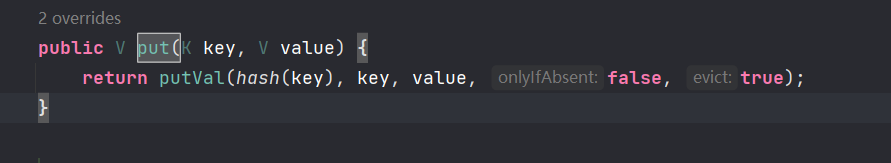 2 overrides
public V put(K key, V value) {
return putVal(hash(key), key, value, onlyIfAbsent: false, evict: true);
}